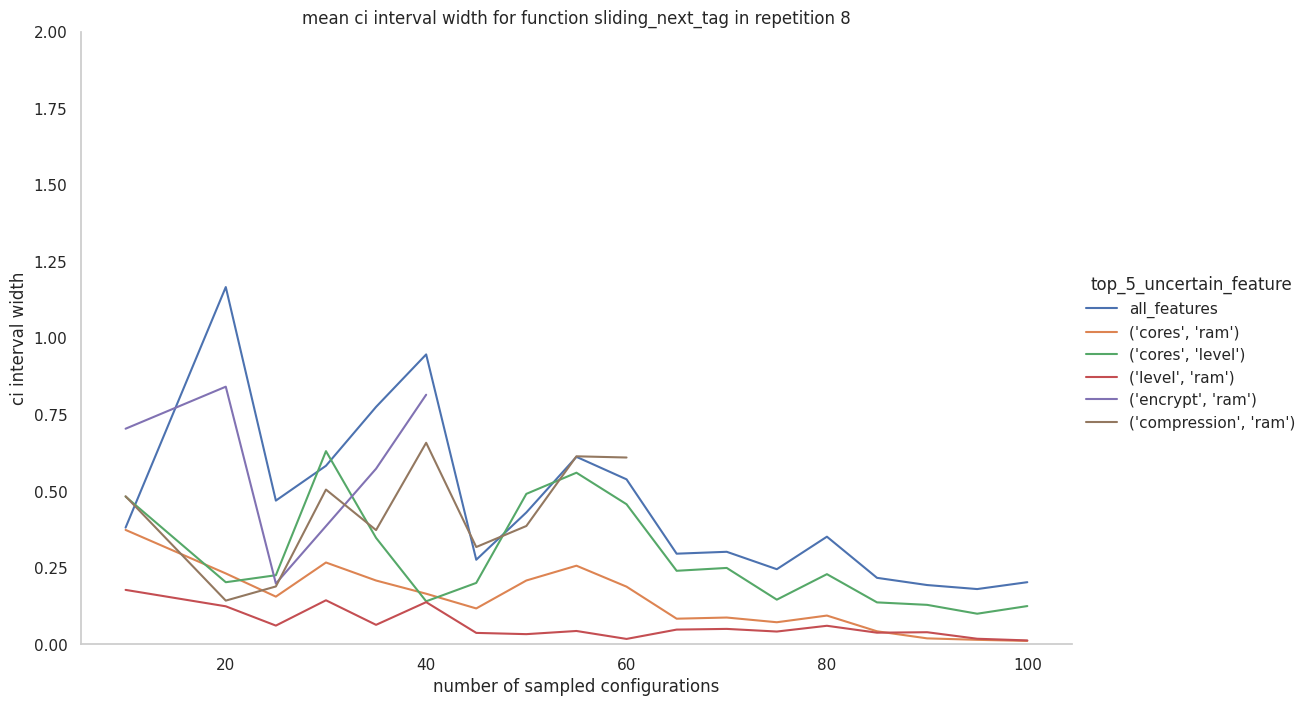 mean ci interval width for function sliding_next_tag in repetition 8
2.00
1.75
1.50
1.25
1.00
0.75
0.50
0.25
0.00
ci interval width
20
40
60
80
100
number of sampled configurations
top_5_uncertain_feature
all_features
('cores', 'ram')
('cores', 'level')
('level', 'ram')
('encrypt', 'ram')
('compression', 'ram')